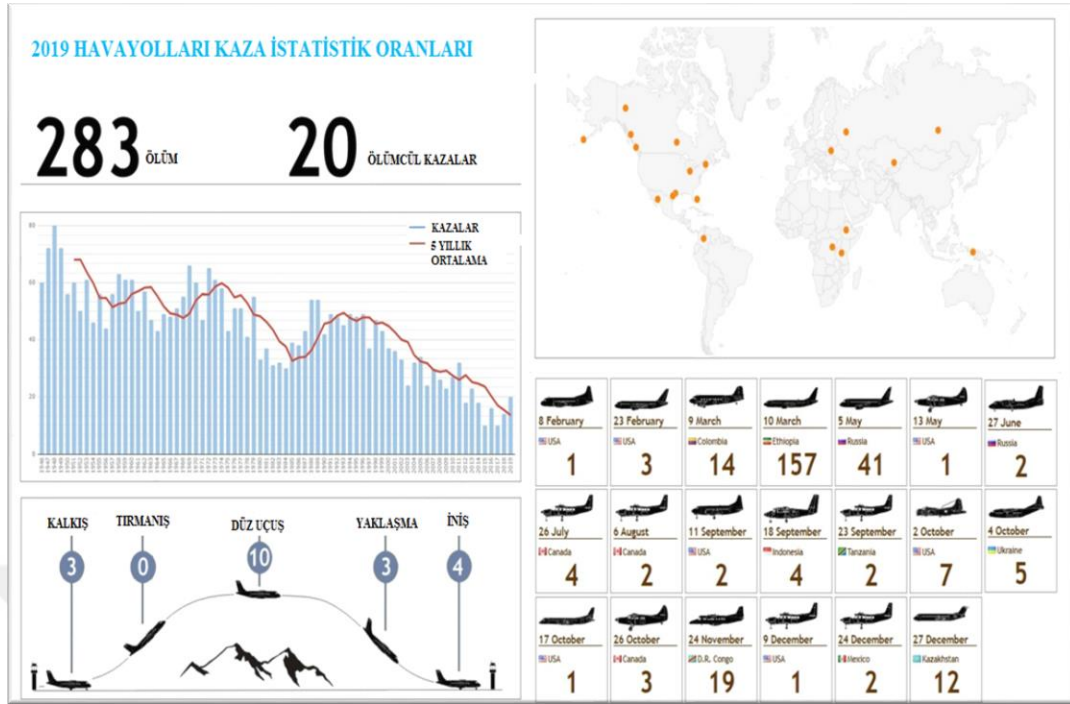 2019 HAVAYOLLARI KAZA İSTATİSTİK ORANLARI
283 ÖLÜM
20 ÖLÜMCÜL KAZALAR
KAZALAR
5 YILLIK
ORTALAMA
80
60
40
20
0
KALKIŞ
3
TIRMANIŞ
0
DÜZ UÇUŞ
10
YAKLAŞMA
3
İNİŞ
4
8 February
USA
1
23 February
USA
3
9 March
Colombia
14
10 March
Ethiopia
157
5 May
Russia
41
13 May
USA
1
27 June
Russia
2
26 July
Canada
4
6 August
Canada
2
11 September
USA
2
18 September
Indonesia
4
23 September
Tanzania
2
2 October
USA
7
4 October
Ukraine
5
17 October
USA
1
26 October
Canada
3
24 November
D.R. Congo
19
9 December
USA
1
24 December
Mexico
2
27 December
Kazakhstan
12